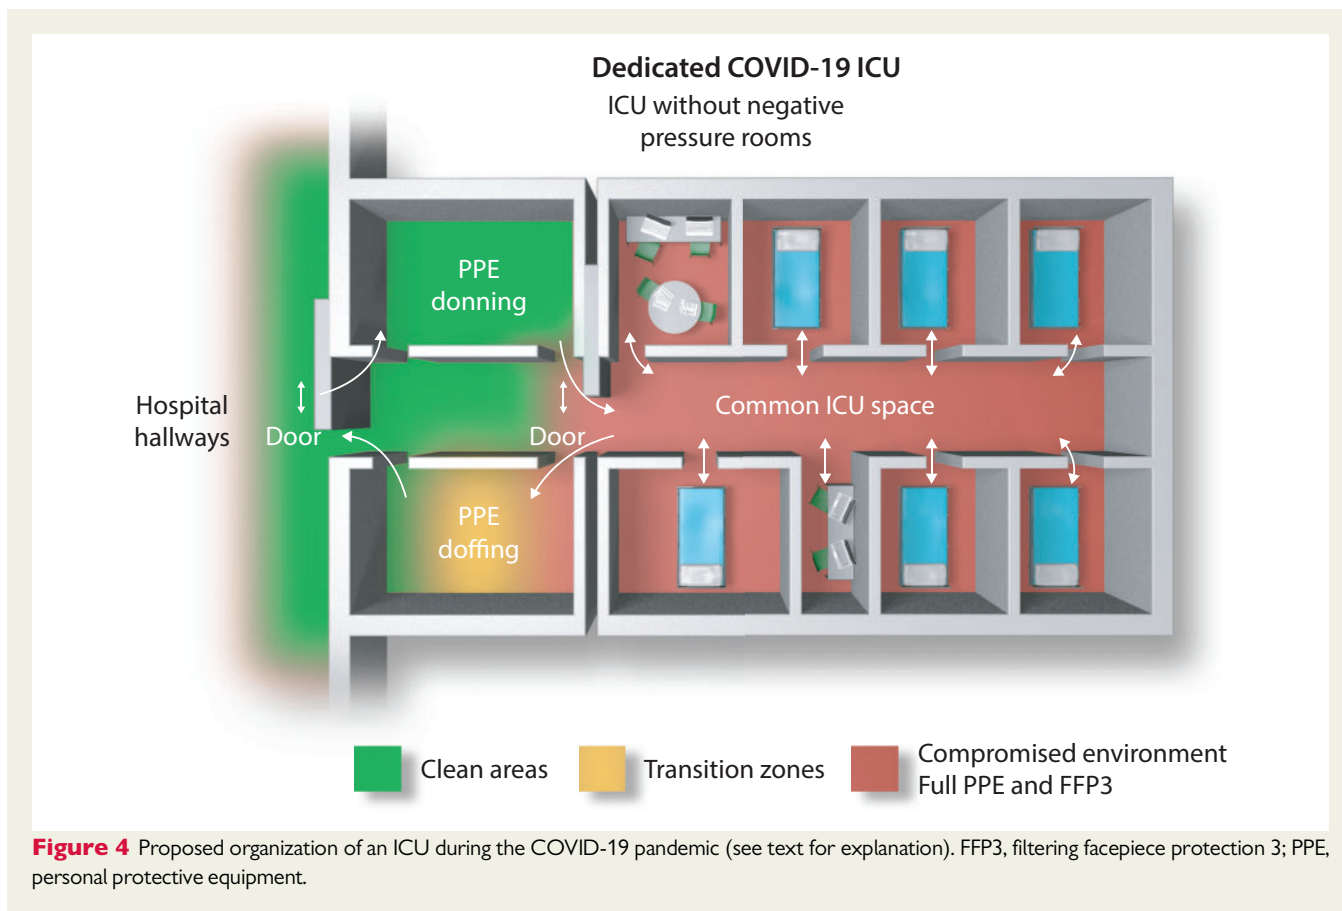 Dedicated COVID-19 ICU
ICU without negative
pressure rooms
PPE
donning
Hospital
hallways
Door
Door
Common ICU space
PPE
doffing
Clean areas
Transition zones
Compromised environment
Full PPE and FFP3
Figure 4 Proposed organization of an ICU during the COVID-19 pandemic (see text for explanation). FFP3, filtering facepiece protection 3; PPE,
personal protective equipment.